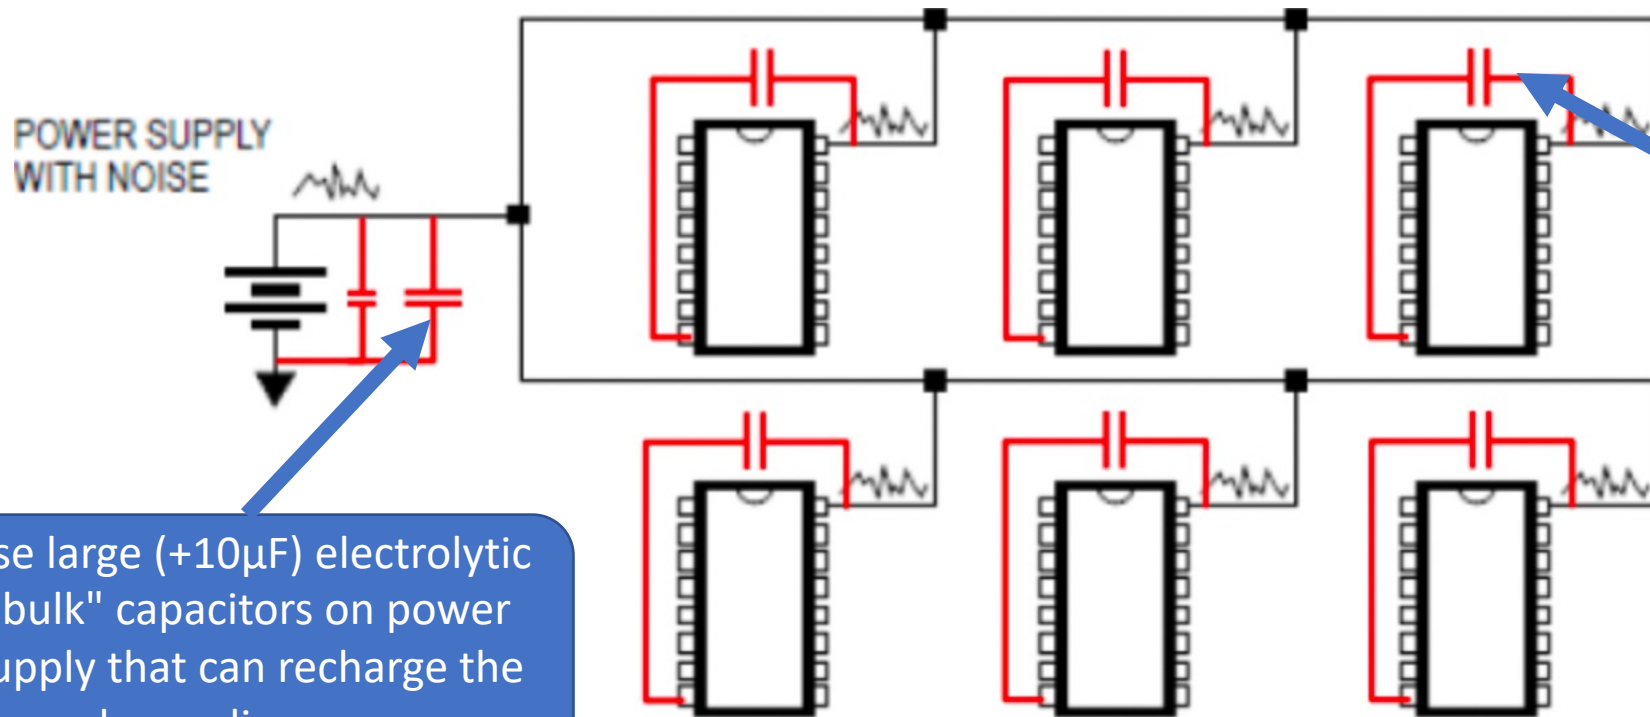 POWER SUPPLY
WITH NOISE
se large (+10µF) electrolytic
bulk" capacitors on power
upply that can recharge the